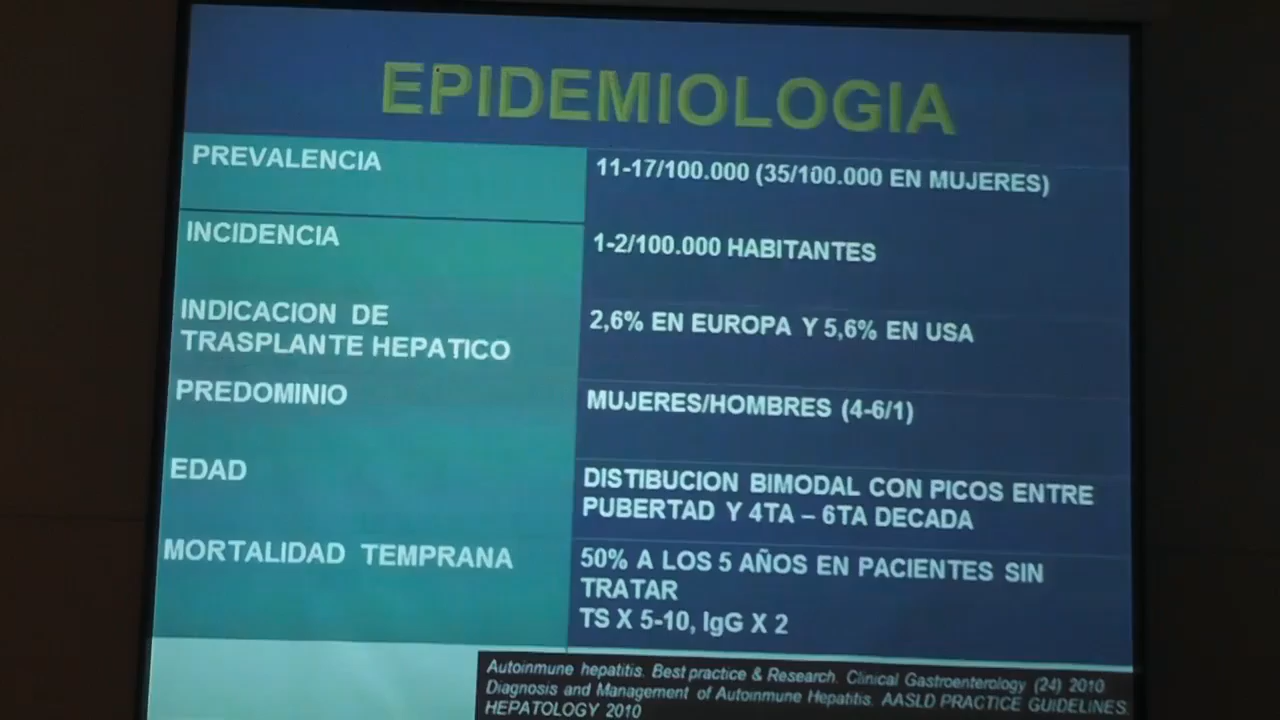 EPIDEMIOLOGIA
PREVALENCIA
11-17/100.000 (35/100.000 EN MUJERES)
INCIDENCIA
1-2/100.000 HABITANTES
INDICACION DE
TRASPLANTE HEPATICO
2,6% EN EUROPA Y 5,6% EN USA
PREDOMINIO
MUJERES/HOMBRES (4-6/1)
EDAD
DISTIBUCION BIMODAL CON PICOS ENTRE
PUBERTAD Y 4TA – 6TA DECADA
MORTALIDAD TEMPRANA
50% A LOS 5 AÑOS EN PACIENTES SIN
TRATAR
TS X 5-10, IgG X 2
Autoinmune hepatitis. Best practice & Research. Clinical Gastroenterology (24) 2010
Diagnosis and Management of Autoinmune Hepatitis. AASLD PRACTICE GUIDELINES.
HEPATOLOGY 2010